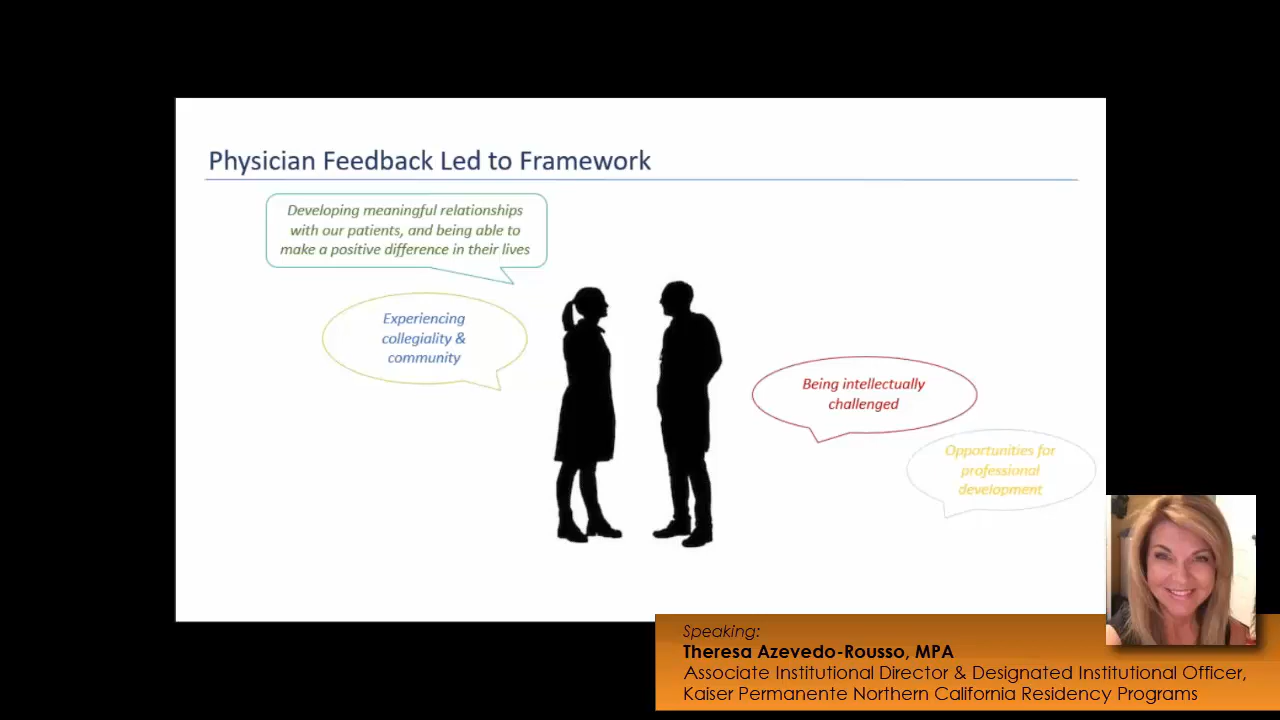 Physician Feedback Led to Framework
Developing meaningful relationships
with our patients, and being able to
make a positive difference in their lives
Experiencing
collegiality &
community
Being intellectually
challenged
Opportunities for
professional
development
Speaking:
Theresa Azevedo-Rousso, MPA
Associate Institutional Director & Designated Institutional Officer,
Kaiser Permanente Northern California Residency Programs